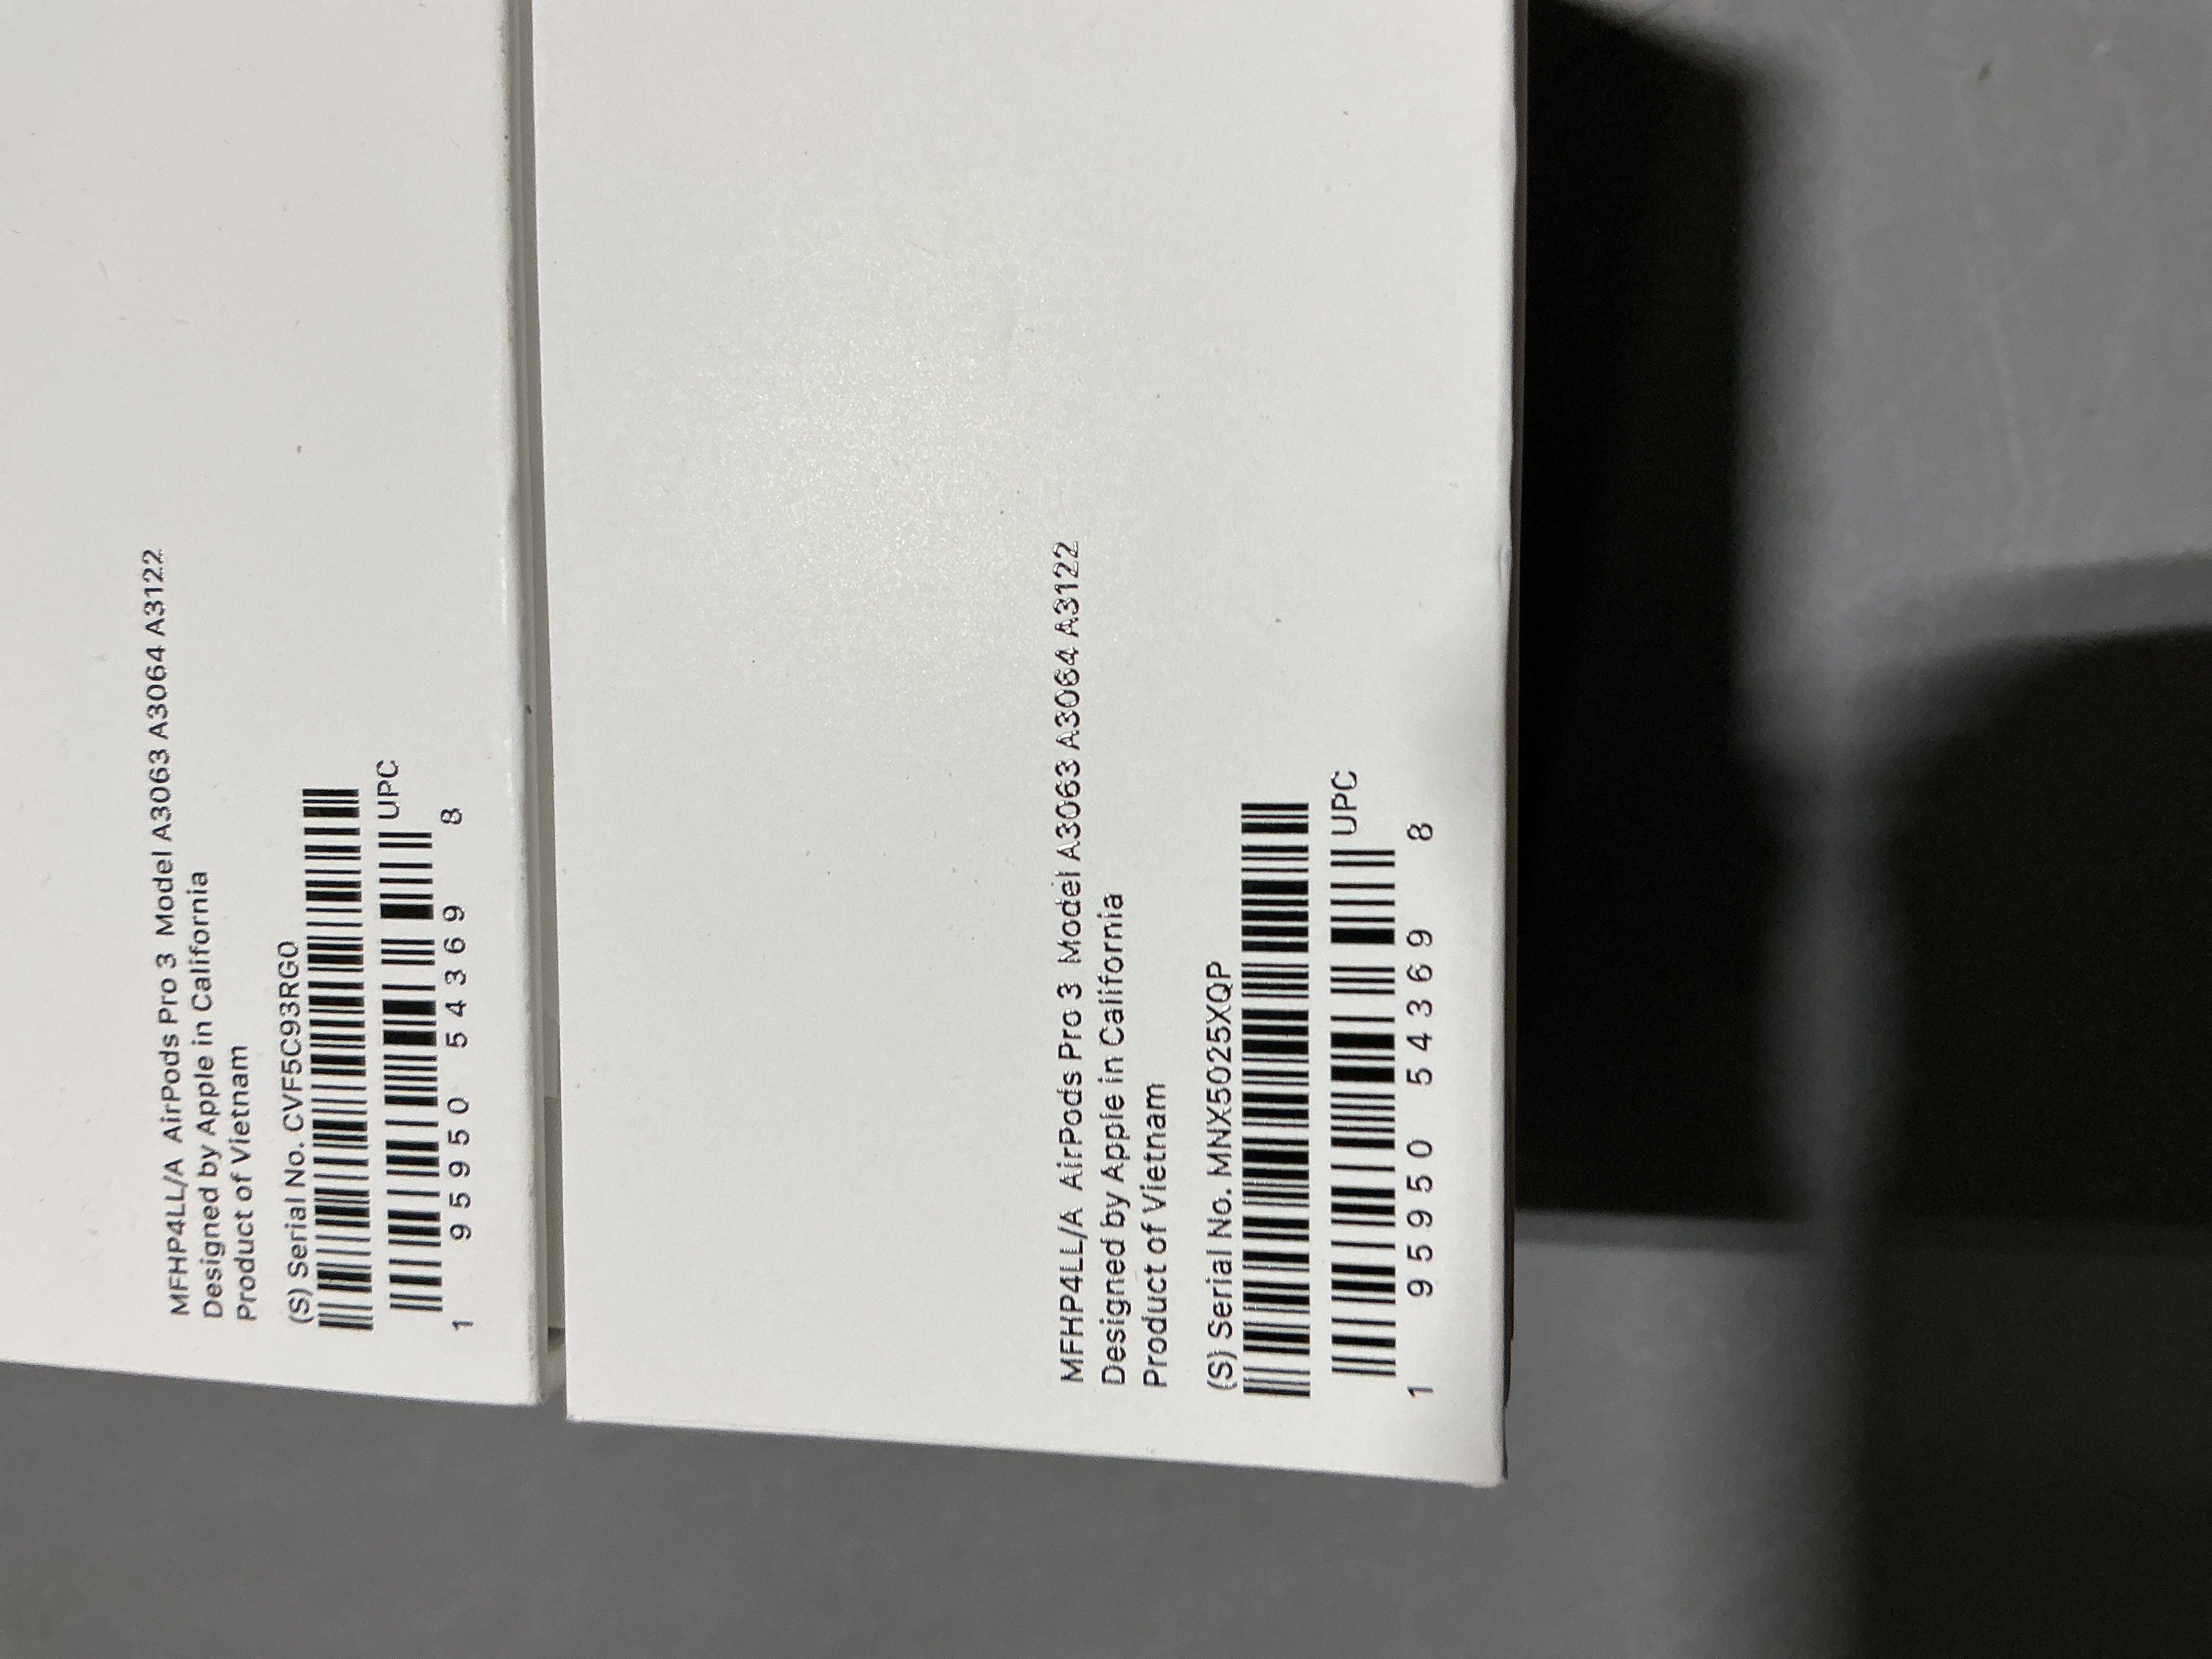 MFHP4LL/A AirPods Pro 3 Model A3063 A3064 A3122
Designed by Apple in California
Product of Vietnam
(S) Serial No. CVF5C93RG0
UPC
1 95950 54369 8
MFHP4LL/A AirPods Pro 3 Model A3063 A3064 A3122
Designed by Apple in California
Product of Vietnam
(S) Serial No. MNX5025XQP
UPC
1 95950 54369 8